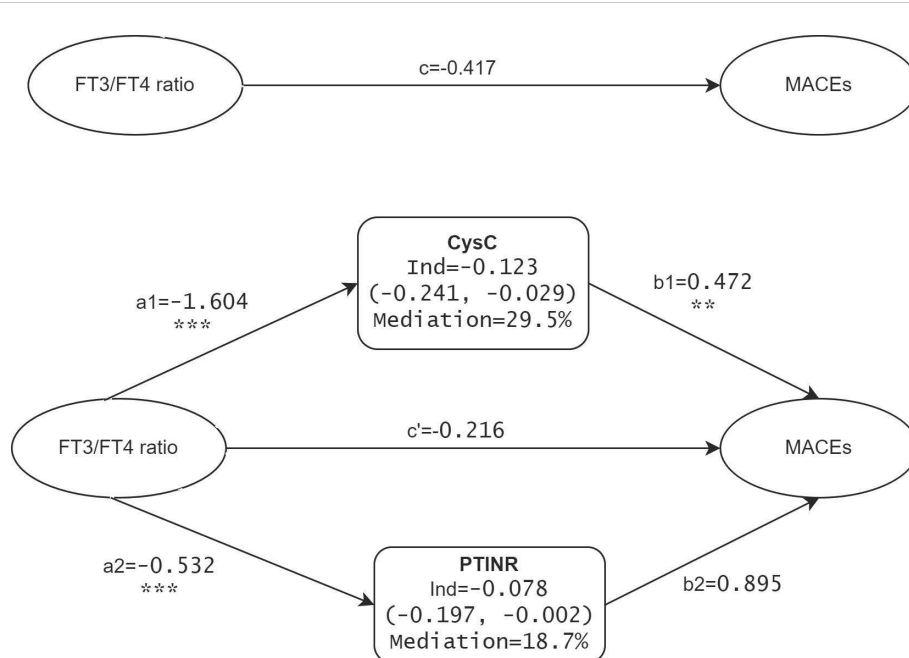 FT3/FT4 ratio
c=-0.417
MACEs
CysC
Ind=-0.123
(-0.241, -0.029)
Mediation=29.5%
a1=-1.604
***
b1=0.472
**
FT3/FT4 ratio
c'=-0.216
MACEs
a2=-0.532
***
PTINR
Ind=-0.078
(-0.197, -0.002)
Mediation=18.7%
b2=0.895